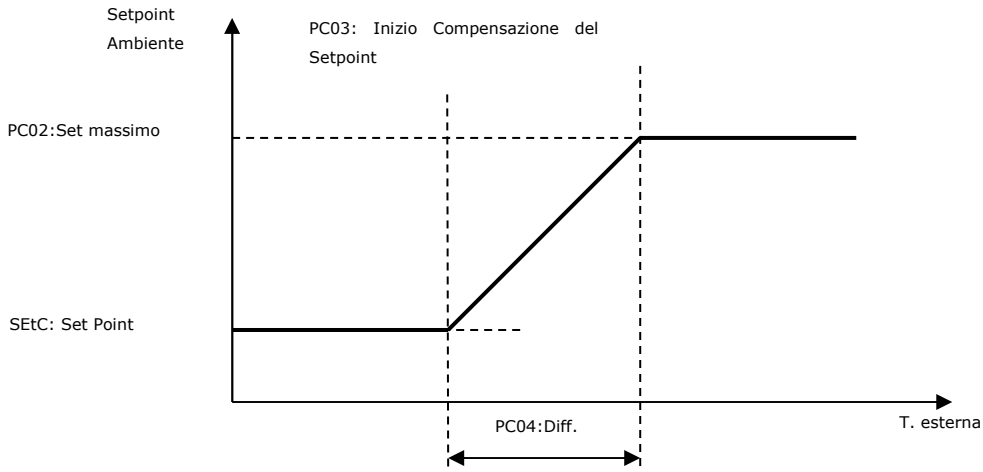 Setpoint
Ambiente
PC03: Inizio Compensazione del
Setpoint
PC02:Set massimo
SEtC: Set Point
T. esterna
PC04:Diff.